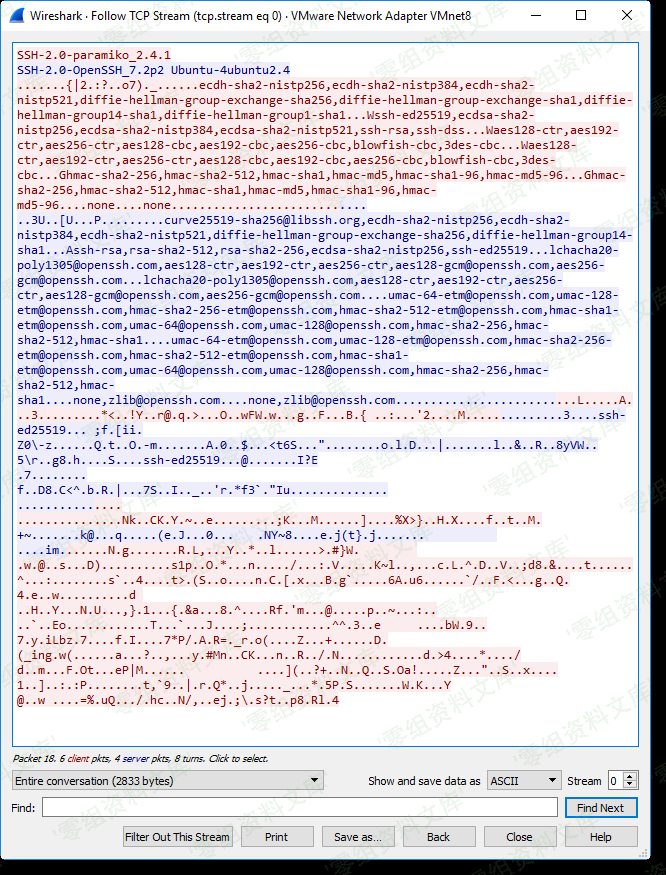 Wireshark · Follow TCP Stream (tcp.stream eq 0) · VMware Network Adapter VMnet8
SSH-2.0-paramiko_2.4.1
SSH-2.0-OpenSSH_7.2p2 Ubuntu-4ubuntu2.4
.......{|2.:?..o7)._......ecdh-sha2-nistp256,ecdh-sha2-nistp384,ecdh-sha2-
nistp521,diffie-hellman-group-exchange-sha256,diffie-hellman-group-exchange-sha1,diffie-
hellman-group14-sha1,diffie-hellman-group1-sha1...Wssh-ed25519,ecdsa-sha2-
nistp256,ecdsa-sha2-nistp384,ecdsa-sha2-nistp521,ssh-rsa,ssh-dss...Waes128-ctr,aes192-
ctr,aes256-ctr,aes128-cbc,aes192-cbc,aes256-cbc,blowfish-cbc,3des-cbc...Waes128-
ctr,aes192-ctr,aes256-ctr,aes128-cbc,aes192-cbc,aes256-cbc,blowfish-cbc,3des-
cbc...Ghmac-sha2-256,hmac-sha2-512,hmac-sha1,hmac-md5,hmac-sha1-96,hmac-md5-96...Ghmac-
sha2-256,hmac-sha2-512,hmac-sha1,hmac-md5,hmac-sha1-96,hmac-
md5-96....none....none...........................
..3U..[U...P.........curve25519-sha256@libssh.org,ecdh-sha2-nistp256,ecdh-sha2-
nistp384,ecdh-sha2-nistp521,diffie-hellman-group-exchange-sha256,diffie-hellman-group14-
sha1...Assh-rsa,rsa-sha2-512,rsa-sha2-256,ecdsa-sha2-nistp256,ssh-ed25519...lchacha20-
poly1305@openssh.com,aes128-ctr,aes192-ctr,aes256-ctr,aes128-gcm@openssh.com,aes256-
gcm@openssh.com...lchacha20-poly1305@openssh.com,aes128-ctr,aes192-ctr,aes256-
ctr,aes128-gcm@openssh.com,aes256-gcm@openssh.com....umac-64-etm@openssh.com,umac-128-
etm@openssh.com,hmac-sha2-256-etm@openssh.com,hmac-sha2-512-etm@openssh.com,hmac-sha1-
etm@openssh.com,umac-64@openssh.com,umac-128@openssh.com,hmac-sha2-256,hmac-
sha2-512,hmac-sha1....umac-64-etm@openssh.com,umac-128-etm@openssh.com,hmac-sha2-256-
etm@openssh.com,hmac-sha2-512-etm@openssh.com,hmac-sha1-
etm@openssh.com,umac-64@openssh.com,umac-128@openssh.com,hmac-sha2-256,hmac-
sha2-512,hmac-
sha1....none,zlib@openssh.com....none,zlib@openssh.com........................L.....A.
..3........*<..!Y..r@.q.>...O..wFW.w...g..F...B.{ ..:...'2....M.............3....ssh-
ed25519... ;f.[ii.
Z0\-z......Q.t..O.-m.......A.0..$...<t6S..."........o.l.D...|.......l..&..R..8yVW..
5\r..g8.h....S....ssh-ed25519...@.......I?E
.7........
f..D8.C<^.b.R.|...7S..I.._..'r.*f3`."Iu..............
...............
...............Nk..CK.Y.~..e.........;K...M......]....%X>}..H.X....f..t..M.
+~.......k@...q.....(e.J...0...... .NY~8....e.j(t}.j.......
....im.......N.g.......R.L,...Y..*..l......>.#}W.
.w.@..s...D)..........s1p..O.*...n...../...:.V.....K~l..,...c.L.^.D..V..;d8.&....t......
^...:.......s`..4....t>.(S..o....n.C.[.x...B.g`......6A.u6......`/..F.<...g..Q.
4.e..w..........d
..H..Y...N.U...,}.1...{.&a...8.^....Rf.'m...@.....p..~...:..
..`..Eo............T...`...J....;............^^.3..e ....bW.9..
7.y.iLbz.7....f.I....7*P/.A.R=._r.o(....Z...+......D.
(_ing.w(......a...?..,...y.#Mn..CK...n..R../.N............d.>4....*..../
d..m...F.Ot...eP|M...... ....](..?+..N..Q..S.Oa!.....Z..."..S..x....
1..]..:.:P........t,`9..|.r.Q*..j....._...*.5P.S.......W.K...Y
@..w ....=%.uQ.../.hc..N/,..ej.;\.s?t..p8.Rl.4
Packet 18. 6 client pkts, 4 server pkts, 8 turns. Click to select.
Entire conversation (2833 bytes) Show and save data as ASCII Stream 0
Find: Find Next
Filter Out This Stream Print Save as... Back Close Help
'零组资料文库'